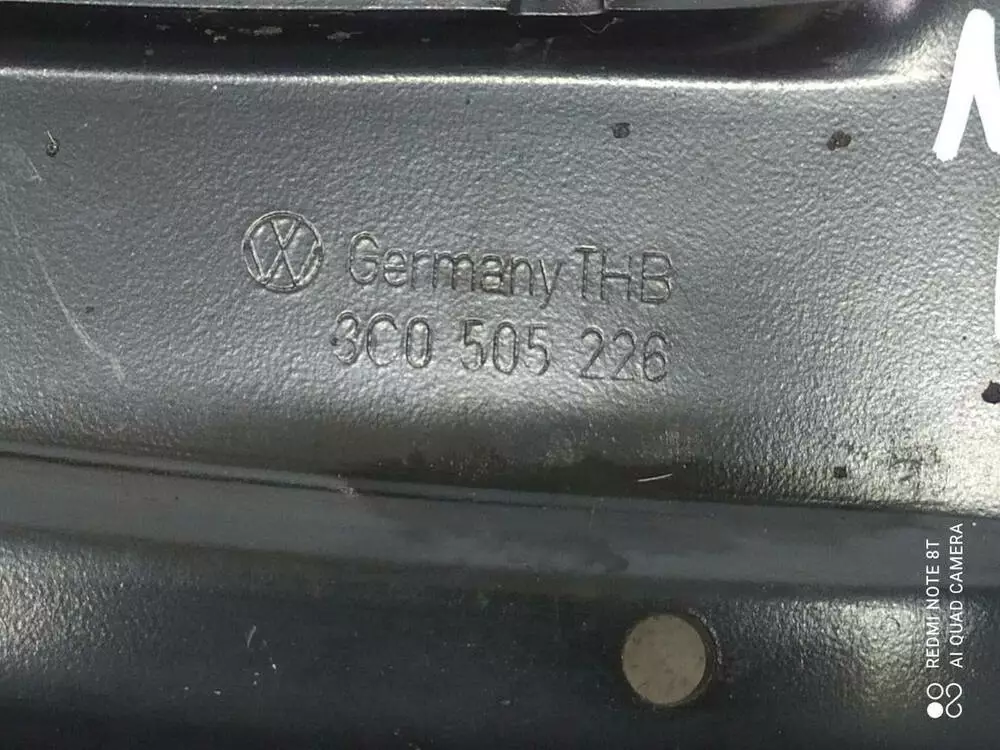 Germany THB
3C0 505 226
REDMI NOTE 8T
AI QUAD CAMERA